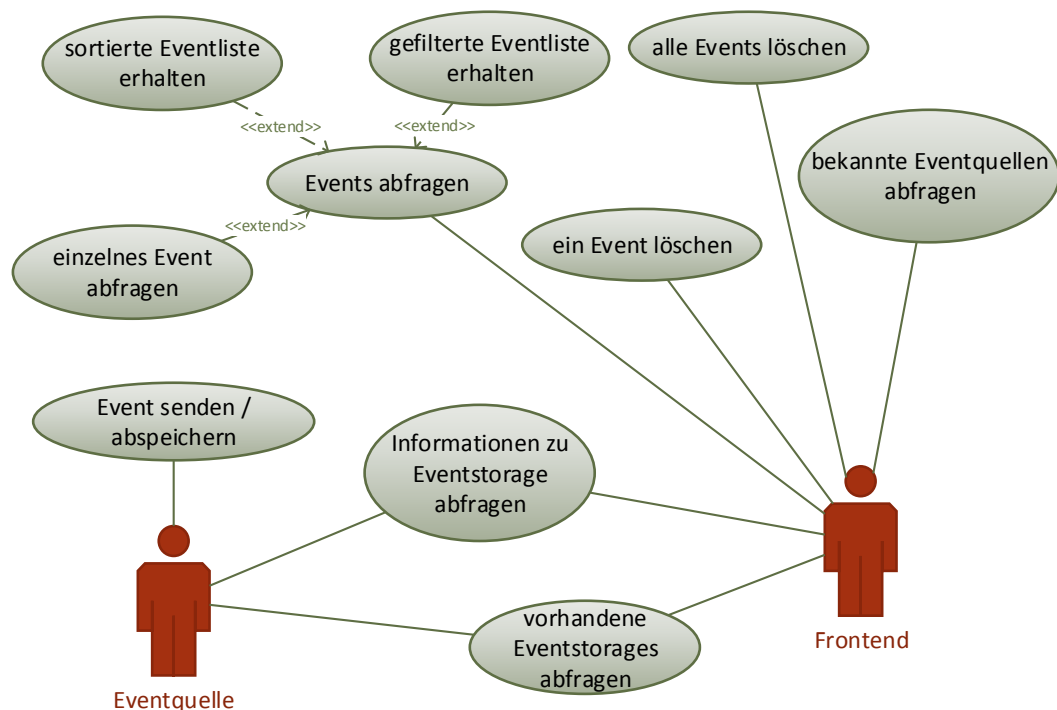 sortierte Eventliste
erhalten
gefilterte Eventliste
erhalten
alle Events löschen
<<extend>>
<<extend>>
bekannte Eventquellen
abfragen
Events abfragen
<<extend>>
einzelnes Event
abfragen
ein Event löschen
Event senden /
abspeichern
Informationen zu
Eventstorage
abfragen
vorhandene
Eventstorages
abfragen
Frontend
Eventquelle